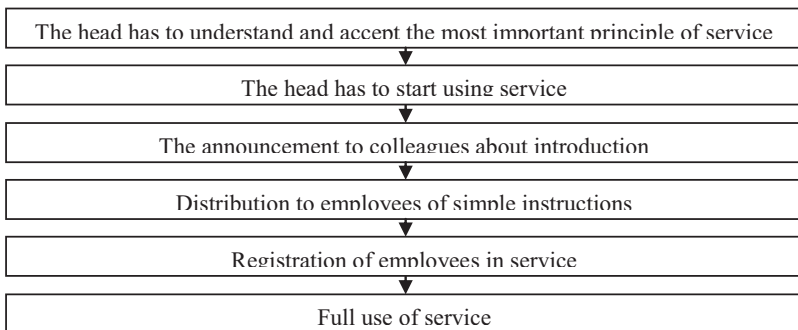 The head has to understand and accept the most important principle of service
The head has to start using service
The announcement to colleagues about introduction
Distribution to employees of simple instructions
Registration of employees in service
Full use of service